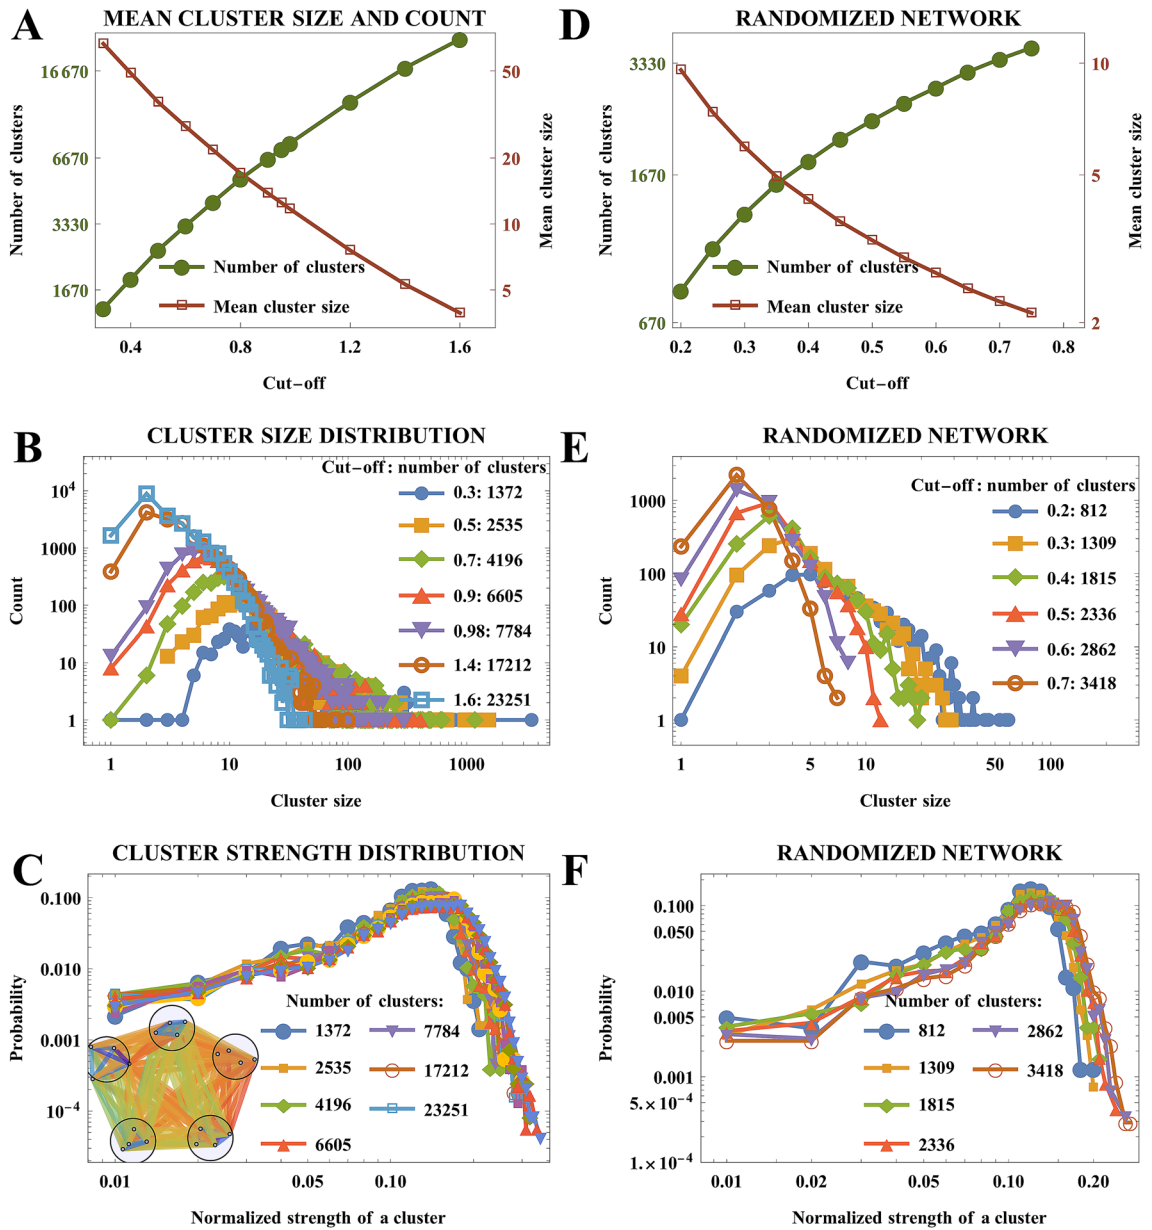 A
MEAN CLUSTER SIZE AND COUNT
Number of clusters
16 670
6670
3330
1670
50
20
10
5
Mean cluster size
Number of clusters
Mean cluster size
0.4 0.8 1.2 1.6
Cut-off
D
RANDOMIZED NETWORK
Number of clusters
3330
1670
670
10
5
2
Mean cluster size
Number of clusters
Mean cluster size
0.2 0.3 0.4 0.5 0.6 0.7 0.8
Cut-off
B
CLUSTER SIZE DISTRIBUTION
Count
10^4
1000
100
10
1
Cut-off: number of clusters
0.3: 1372
0.5: 2535
0.7: 4196
0.9: 6605
0.98: 7784
1.4: 17212
1.6: 23251
1 10 100 1000
Cluster size
E
RANDOMIZED NETWORK
Count
1000
100
10
1
Cut-off: number of clusters
0.2: 812
0.3: 1309
0.4: 1815
0.5: 2336
0.6: 2862
0.7: 3418
1 5 10 50 100
Cluster size
C
CLUSTER STRENGTH DISTRIBUTION
Probability
0.100
0.010
0.001
10^-4
Number of clusters:
1372 7784
2535 17212
4196 23251
6605
0.01 0.05 0.10
Normalized strength of a cluster
F
RANDOMIZED NETWORK
Probability
0.100
0.050
0.010
0.005
0.001
5.×10^-4
1.×10^-4
Number of clusters:
812 2862
1309 3418
1815
2336
0.01 0.02 0.05 0.10 0.20
Normalized strength of a cluster